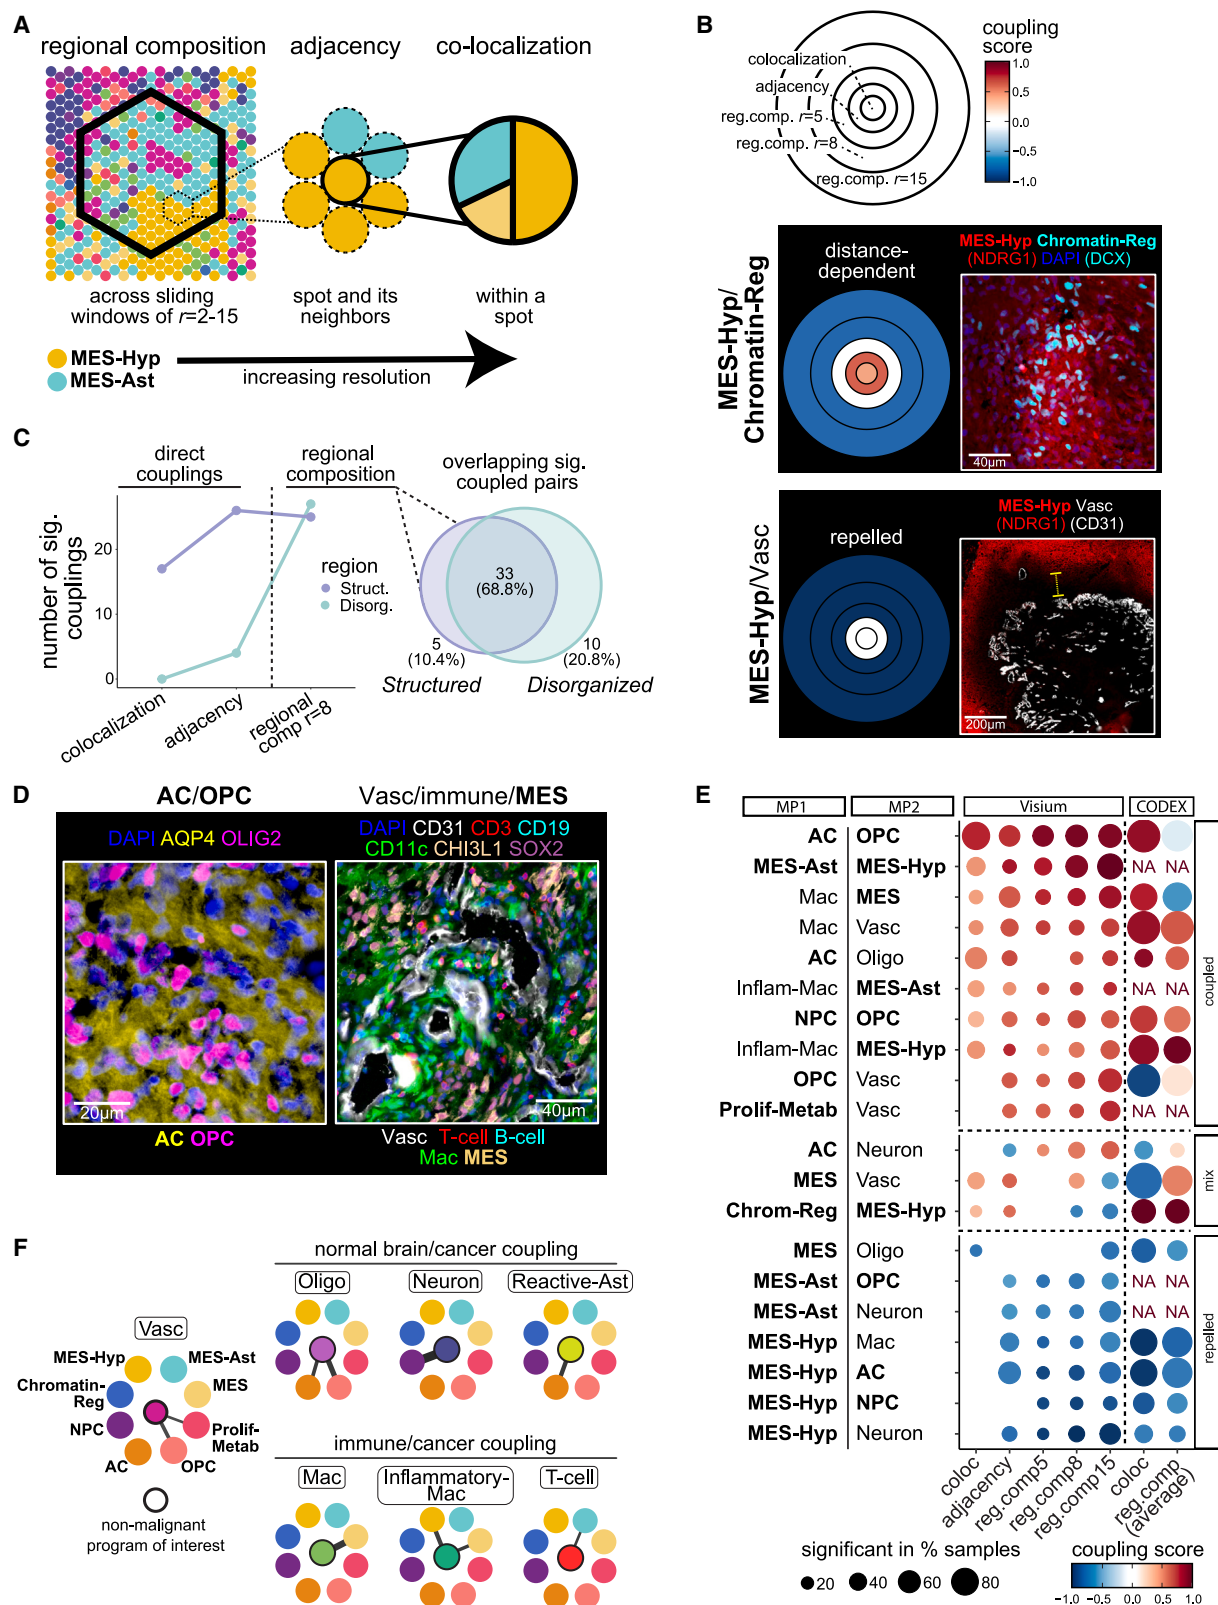 A
regional composition
adjacency
co-localization
across sliding
windows of r=2-15
spot and its
neighbors
within a
spot
MES-Hyp
MES-Ast
increasing resolution
B
colocalization
adjacency
reg.comp. r=5
reg.comp. r=8
reg.comp. r=15
coupling
score
1.0
0.5
0.0
−0.5
−1.0
MES-Hyp/
Chromatin-Reg
distance-
dependent
MES-Hyp Chromatin-Reg
(NDRG1) DAPI (DCX)
40µm
MES-Hyp/Vasc
repelled
MES-Hyp Vasc
(NDRG1) (CD31)
200µm
C
direct
couplings
regional
composition
overlapping sig.
coupled pairs
number of sig.
couplings
20
10
0
region
Struct.
Disorg.
colocalization
adjacency
regional
comp r=8
33
(68.8%)
5
(10.4%)
10
(20.8%)
Structured
Disorganized
D
AC/OPC
DAPI AQP4 OLIG2
20µm
AC OPC
Vasc/immune/MES
DAPI CD31 CD3 CD19
CD11c CHI3L1 SOX2
40µm
Vasc T-cell B-cell
Mac MES
E
MP1 MP2 Visium CODEX
AC OPC
MES-Ast MES-Hyp NA NA
Mac MES
Mac Vasc
AC Oligo
Inflam-Mac MES-Ast NA NA
NPC OPC
Inflam-Mac MES-Hyp
OPC Vasc
Prolif-Metab Vasc NA NA
coupled
AC Neuron
MES Vasc
Chrom-Reg MES-Hyp
mix
MES Oligo
MES-Ast OPC NA NA
MES-Ast Neuron NA NA
MES-Hyp Mac
MES-Hyp AC
MES-Hyp NPC
MES-Hyp Neuron
repelled
coloc
adjacency
reg.comp5
reg.comp8
reg.comp15
coloc
reg.comp
(average)
significant in % samples
20 40 60 80
coupling score
−1.0 −0.5 0.0 0.5 1.0
F
Vasc
MES-Hyp
MES-Ast
Chromatin-
Reg
MES
NPC
Prolif-
Metab
AC
OPC
non-malignant
program of interest
normal brain/cancer coupling
Oligo
Neuron
Reactive-Ast
immune/cancer coupling
Mac
Inflammatory-
Mac
T-cell